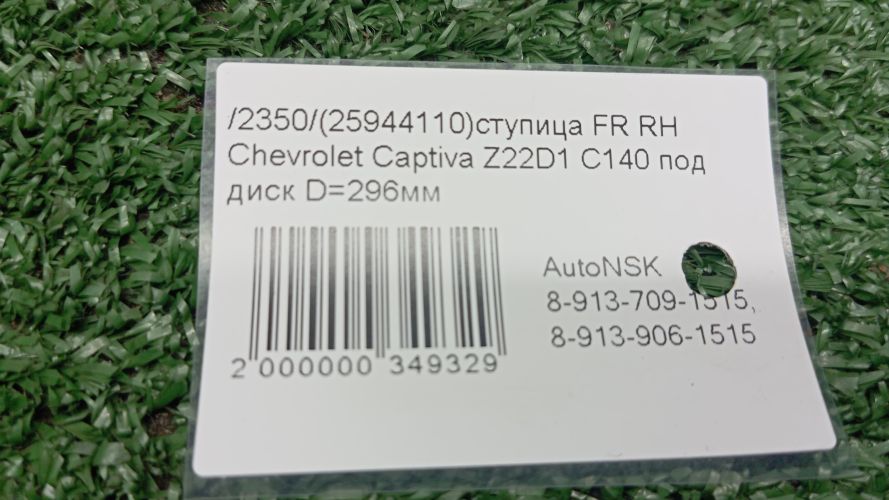 /2350/(25944110)ступица FR RH
Chevrolet Captiva Z22D1 C140 под
диск D=296мм
AutoNSK
8-913-709-1515,
8-913-906-1515
2 000000 349329